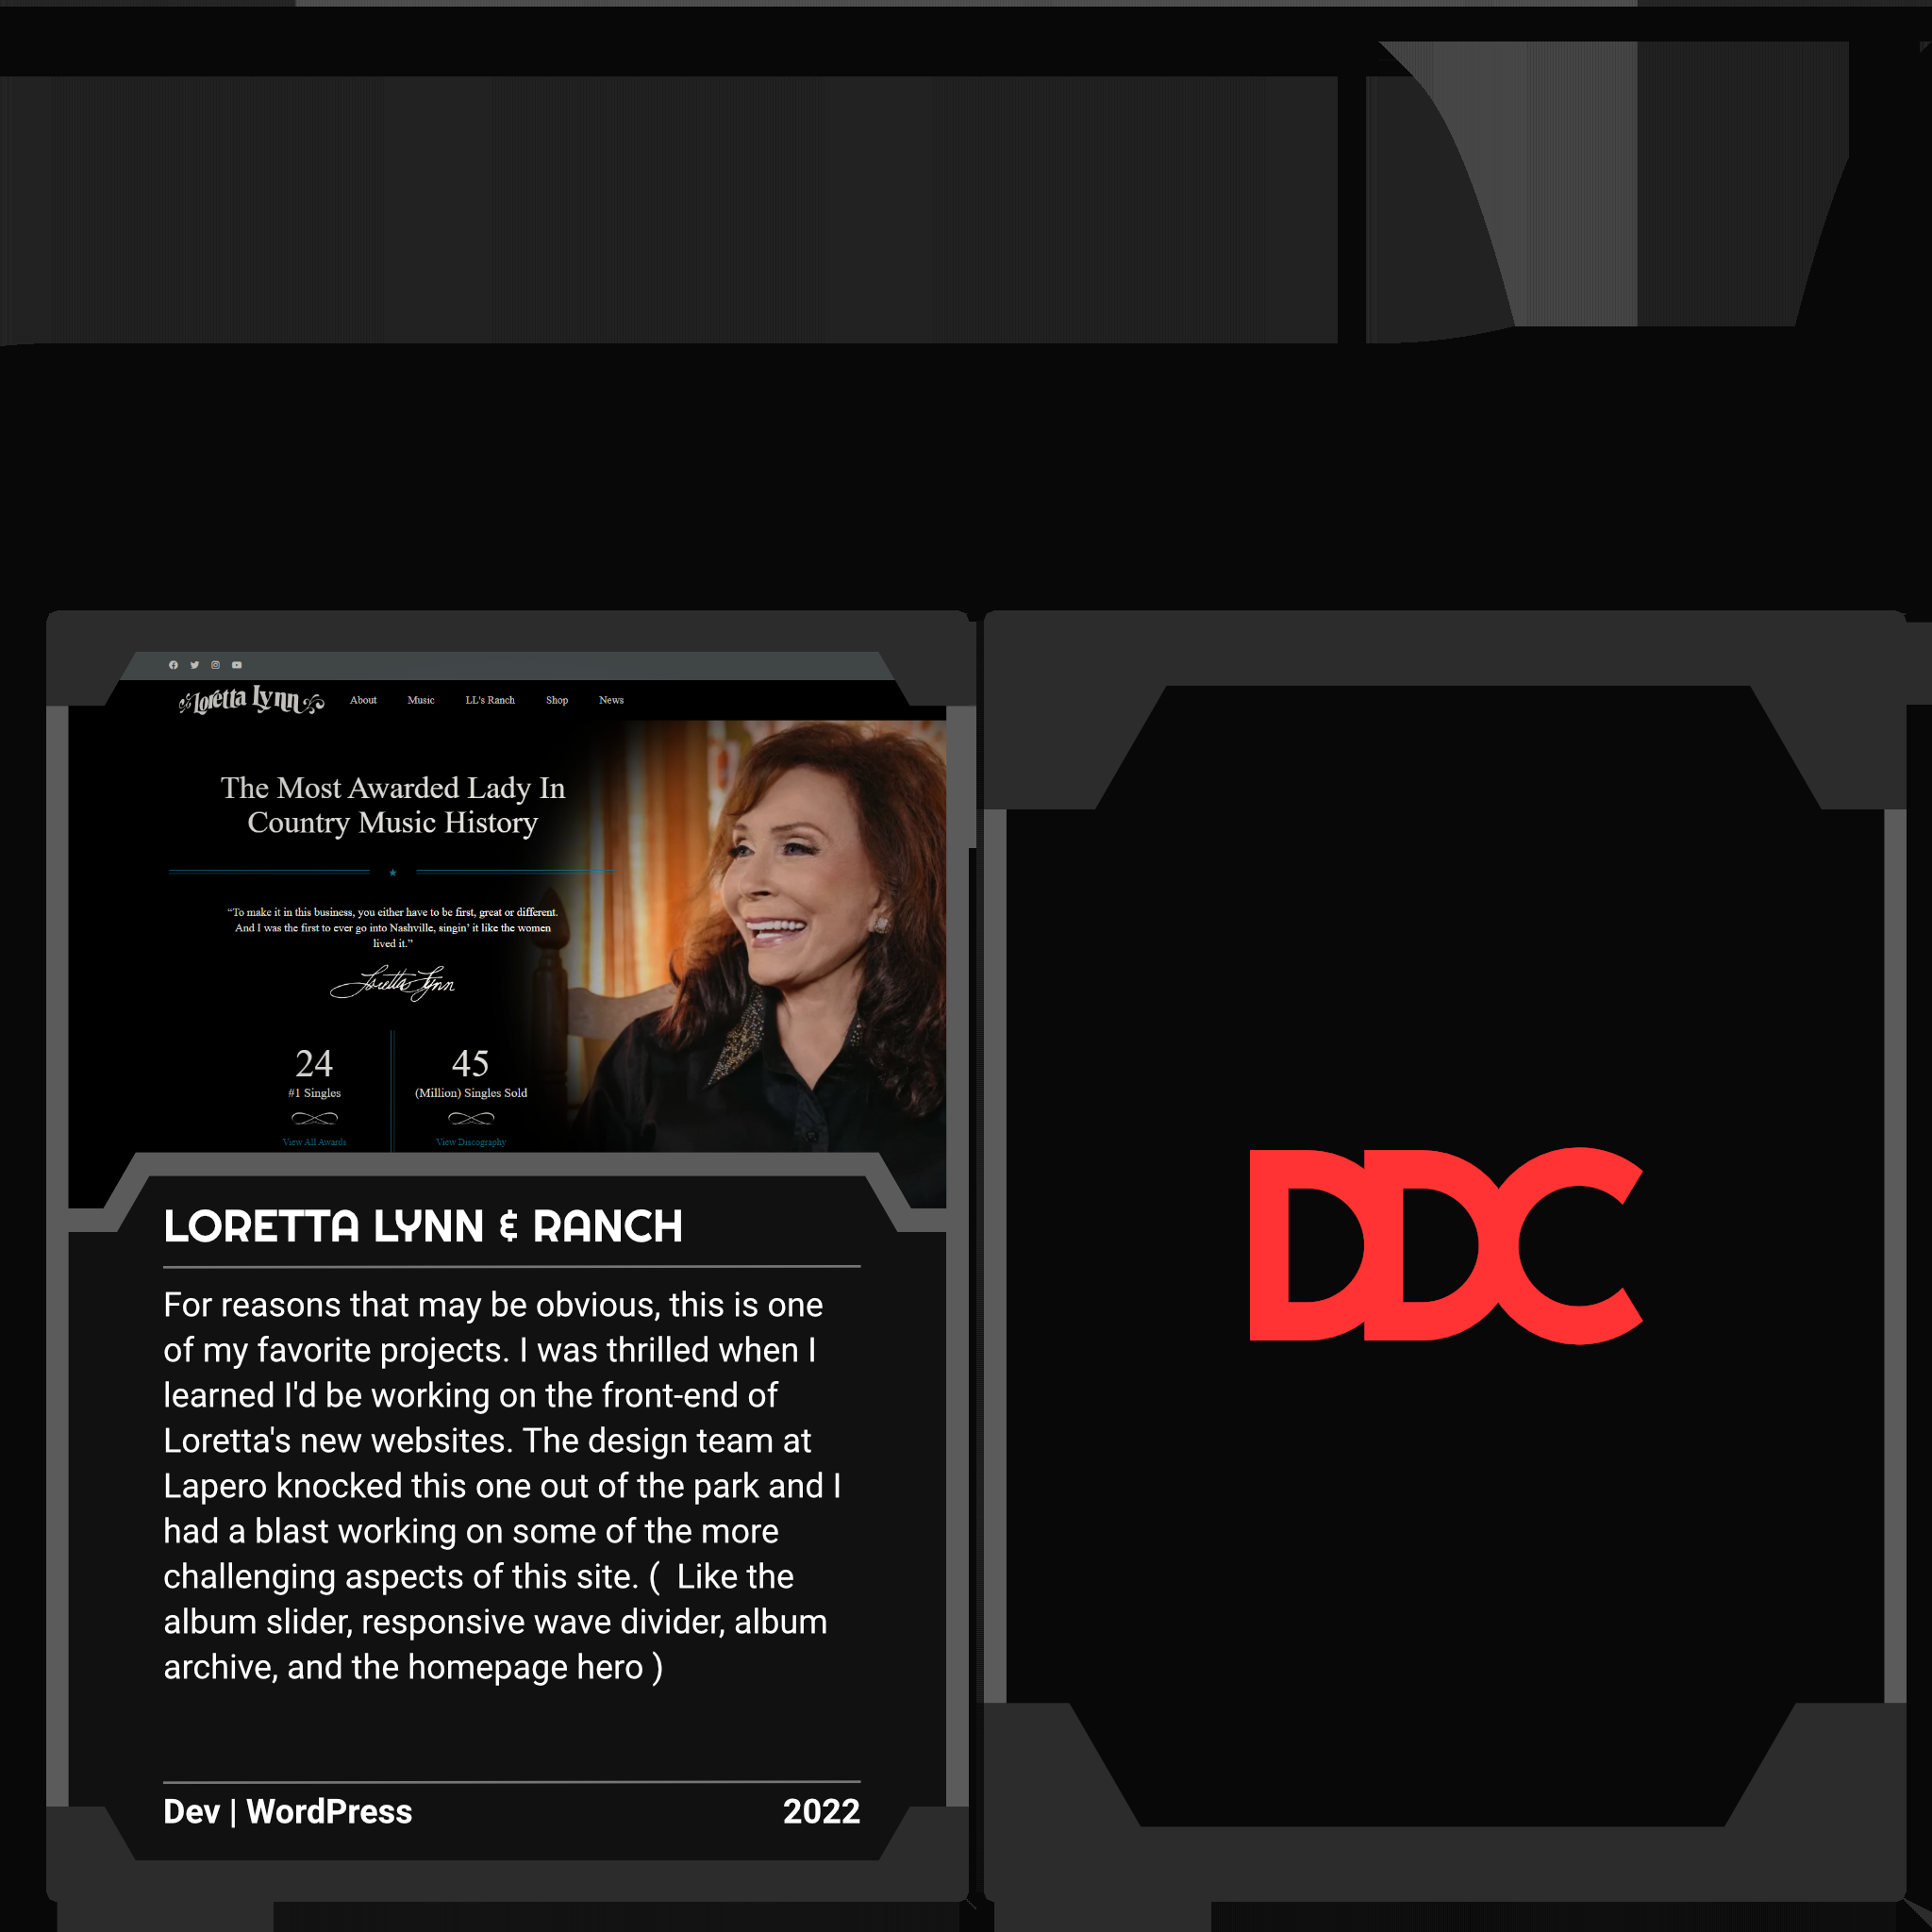 Loretta Lynn
About Music LL's Ranch Shop News
The Most Awarded Lady In
Country Music History
“To make it in this business, you either have to be first, great or different.
And I was the first to ever go into Nashville, singin' it like the women
lived it.”
Loretta Lynn
24 45
#1 Singles (Million) Singles Sold
View All Awards View Discography
LORETTA LYNN & RANCH
For reasons that may be obvious, this is one
of my favorite projects. I was thrilled when I
learned I'd be working on the front-end of
Loretta's new websites. The design team at
Lapero knocked this one out of the park and I
had a blast working on some of the more
challenging aspects of this site. (  Like the
album slider, responsive wave divider, album
archive, and the homepage hero )
Dev | WordPress 2022
DDC